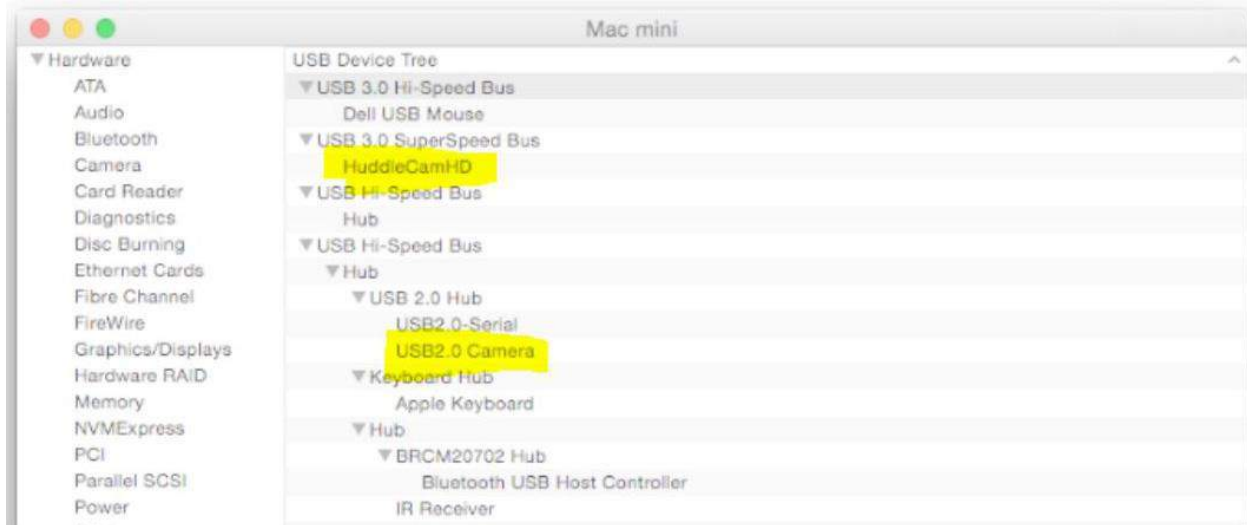 Mac mini
Hardware
ATA
Audio
Bluetooth
Camera
Card Reader
Diagnostics
Disc Burning
Ethernet Cards
Fibre Channel
FireWire
Graphics/Displays
Hardware RAID
Memory
NVMExpress
PCI
Parallel SCSI
Power
USB Device Tree
USB 3.0 Hi-Speed Bus
Dell USB Mouse
USB 3.0 SuperSpeed Bus
HuddleCamHD
USB Hi-Speed Bus
Hub
USB Hi-Speed Bus
Hub
USB 2.0 Hub
USB2.0-Serial
USB2.0 Camera
Keyboard Hub
Apple Keyboard
Hub
BRCM20702 Hub
Bluetooth USB Host Controller
IR Receiver